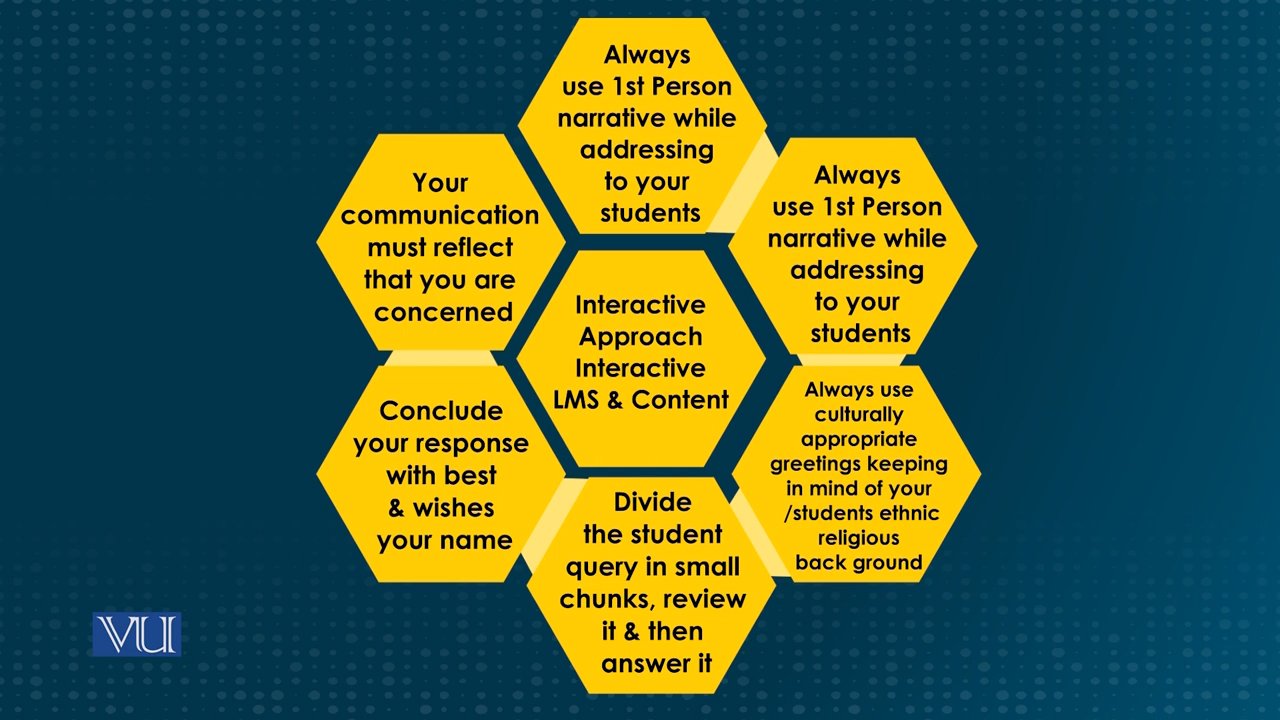 Always
use 1st Person
narrative while
addressing
to your
students
Always
use 1st Person
narrative while
addressing
to your
students
Always use
culturally
appropriate
greetings keeping
in mind of your
/students ethnic
religious
back ground
Divide
the student
query in small
chunks, review
it & then
answer it
Conclude
your response
with best
& wishes
your name
Your
communication
must reflect
that you are
concerned
Interactive
Approach
Interactive
LMS & Content
VU